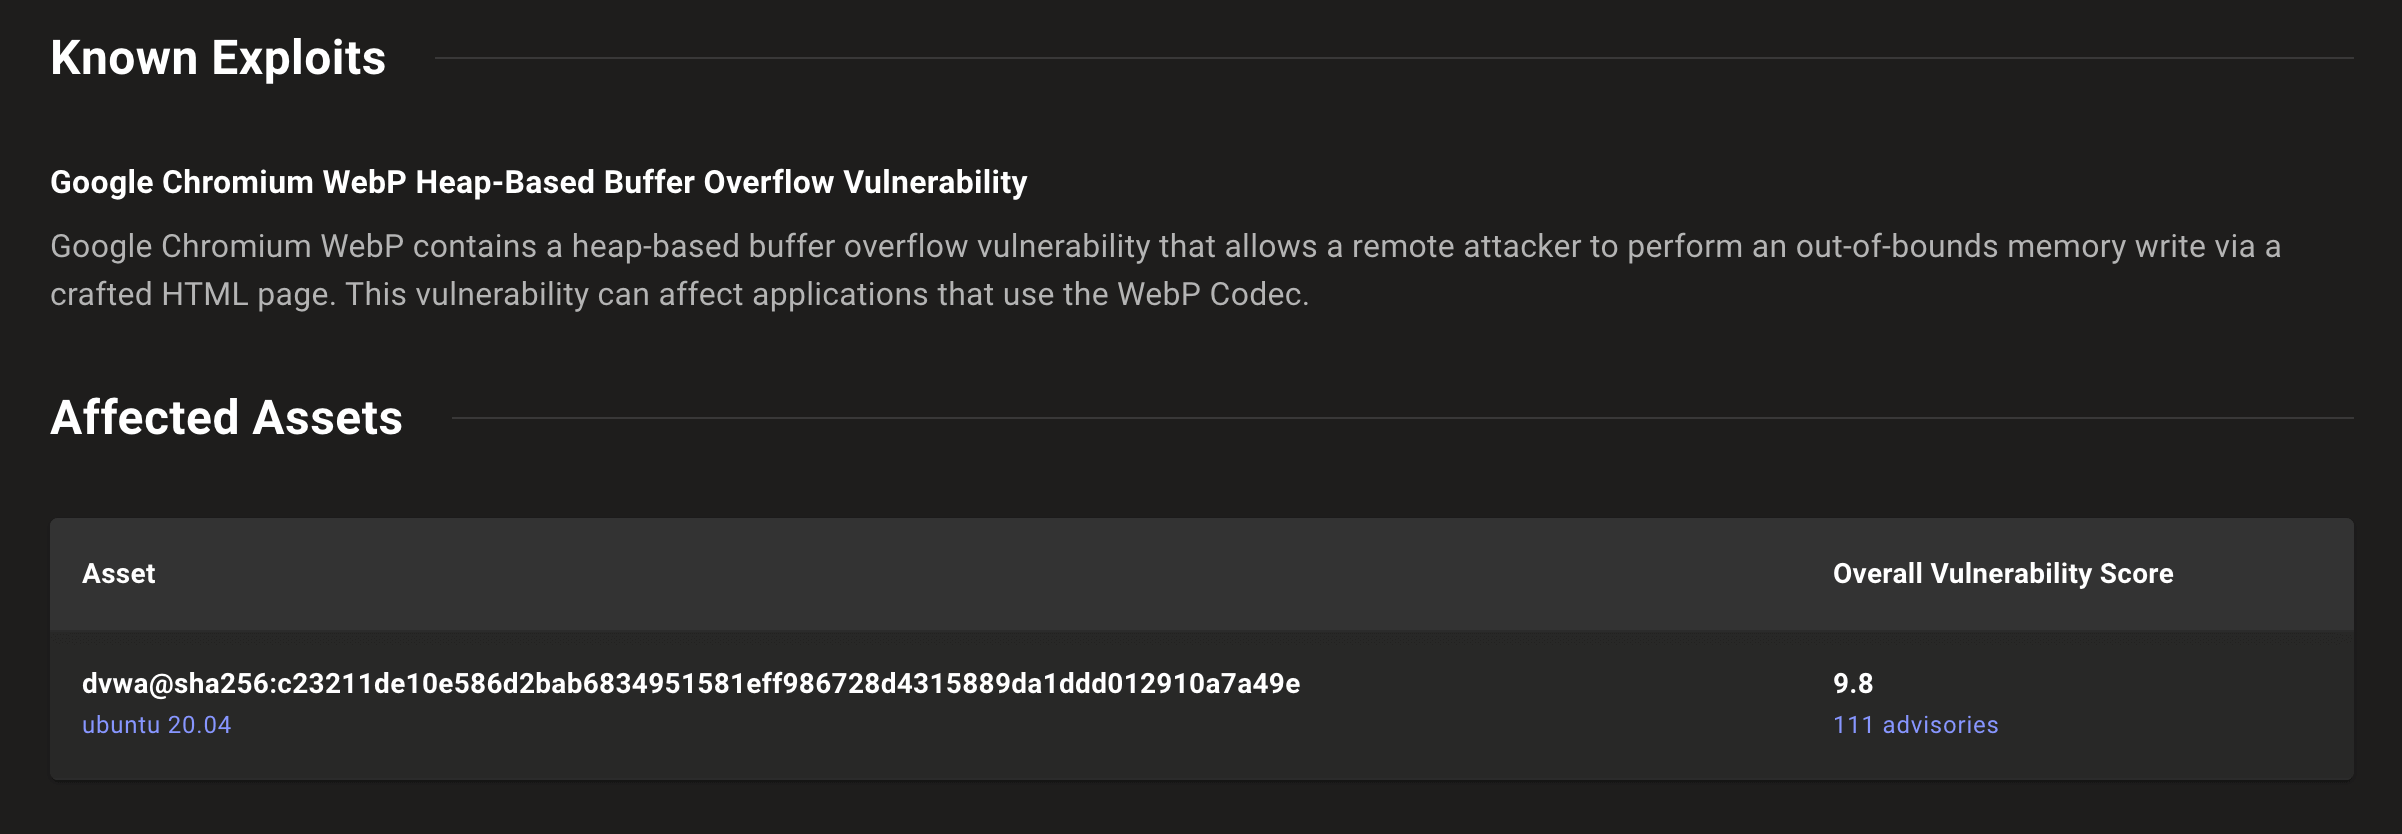 Known Exploits
Google Chromium WebP Heap-Based Buffer Overflow Vulnerability
Google Chromium WebP contains a heap-based buffer overflow vulnerability that allows a remote attacker to perform an out-of-bounds memory write via a
crafted HTML page. This vulnerability can affect applications that use the WebP Codec.
Affected Assets
Asset
Overall Vulnerability Score
dvwa@sha256:c23211de10e586d2bab6834951581eff986728d4315889da1ddd012910a7a49e
9.8
ubuntu 20.04
111 advisories